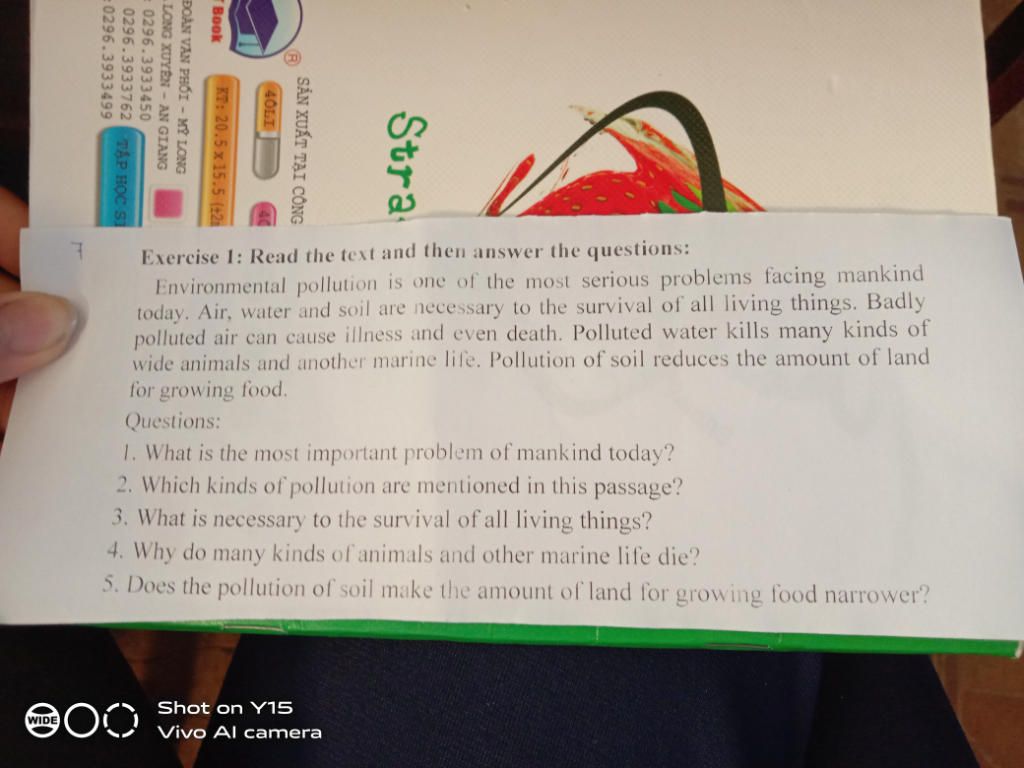 Book
®
SẢN XUẤT TẠI CÔNG
4OLI
KT: 20.5 x 15.5
ĐOÀN VĂN PHỐI - MỸ LONG
LONG XUYÊN - AN GIANG
: 0296.3933450
0296.3933762
: 0296.3933499
TẬP HỌC
Stra
7
Exercise 1: Read the text and then answer the questions:
Environmental pollution is one of the most serious problems facing mankind
today. Air, water and soil are necessary to the survival of all living things. Badly
polluted air can cause illness and even death. Polluted water kills many kinds of
wide animals and another marine life. Pollution of soil reduces the amount of land
for growing food.
Questions:
1. What is the most important problem of mankind today?
2. Which kinds of pollution are mentioned in this passage?
3. What is necessary to the survival of all living things?
4. Why do many kinds of animals and other marine life die?
5. Does the pollution of soil make the amount of land for growing food narrower?
WIDE
Shot on Y15
Vivo AI camera